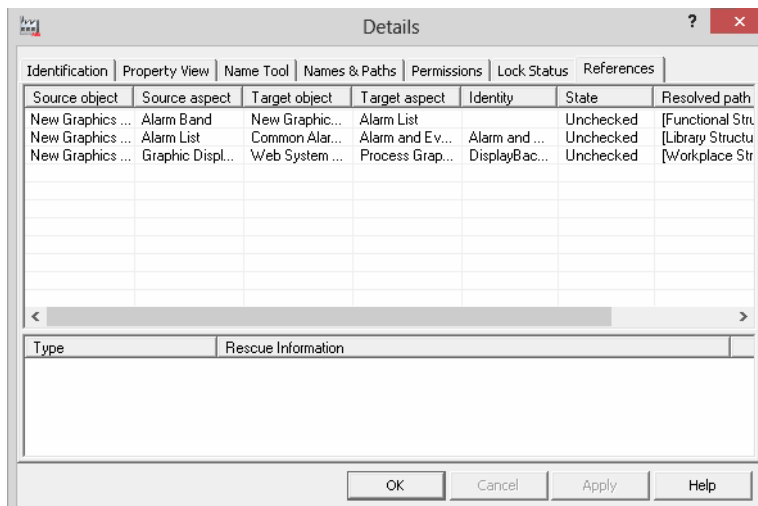 Details
? ×
Identification Property View Name Tool Names & Paths Permissions Lock Status References
Source object Source aspect Target object Target aspect Identity State Resolved path
New Graphics ... Alarm Band New Graphic... Alarm List Unchecked [Functional Stru
New Graphics ... Alarm List Common Alar... Alarm and Ev... Alarm and ... Unchecked [Library Structu
New Graphics ... Graphic Displ... Web System ... Process Grap... DisplayBac... Unchecked [Workplace Str
Type Rescue Information
OK Cancel Apply Help